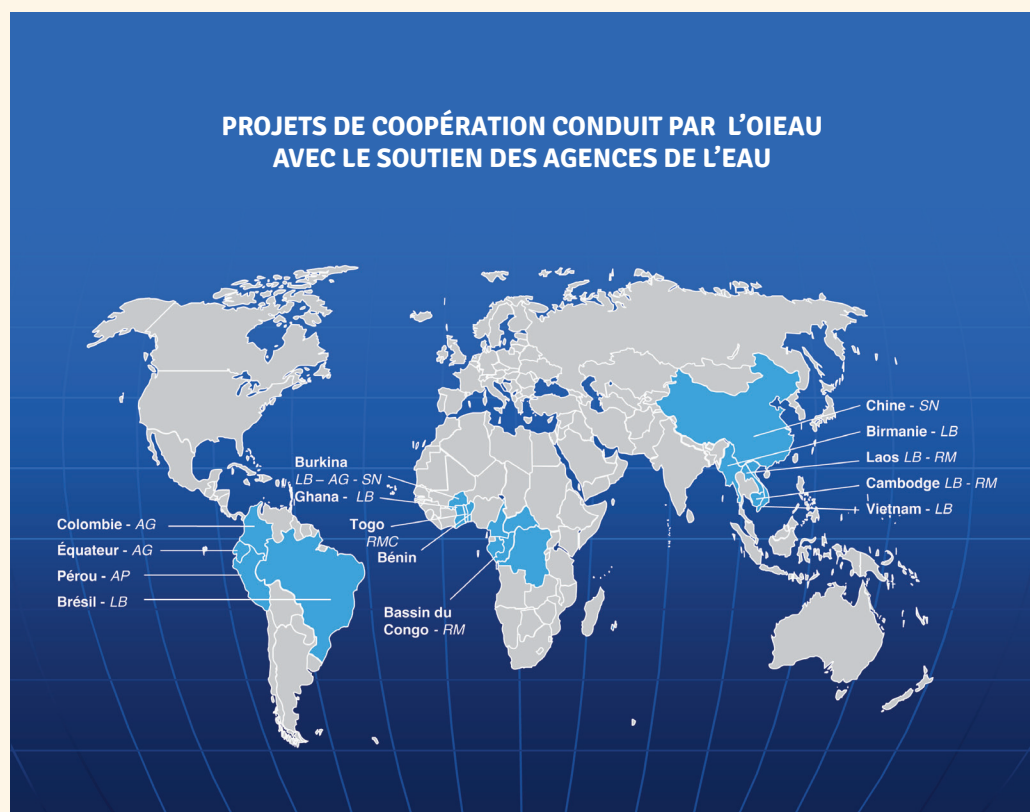 PROJETS DE COOPÉRATION CONDUIT PAR L’OIEAU
AVEC LE SOUTIEN DES AGENCES DE L’EAU
Chine - SN
Birmanie - LB
Laos LB - RM
Cambodge LB - RM
Vietnam - LB
Burkina
LB – AG - SN
Ghana - LB
Togo
RMC
Bénin
Bassin du
Congo - RM
Colombie - AG
Équateur - AG
Pérou - AP
Brésil - LB